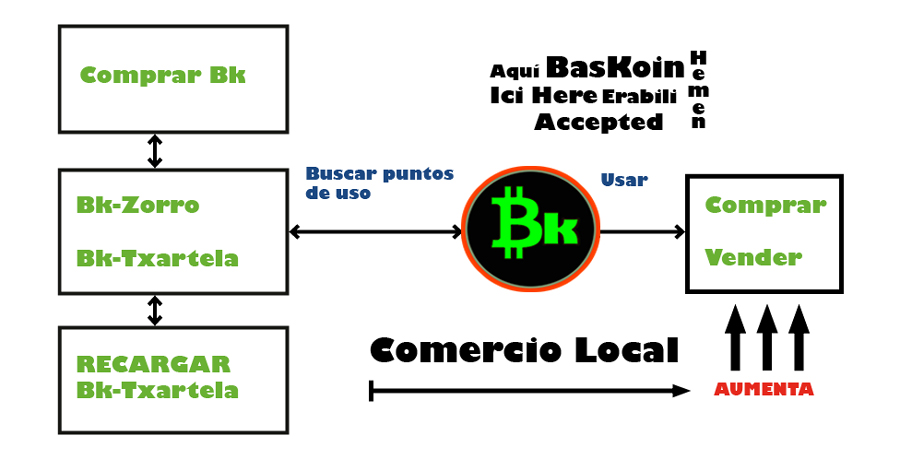 Comprar Bk
Bk-Zorro
Bk-Txartela
RECARGAR
Bk-Txartela
Buscar puntos
de uso
Aquí BasKoin
Ici Here Erabili
Accepted
Hemen
Bk
Usar
Comprar
Vender
Comercio Local
AUMENTA